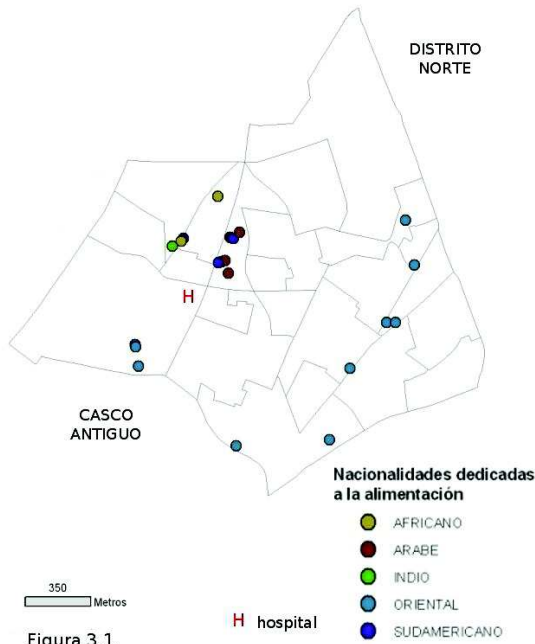 DISTRITO
NORTE
H
CASCO
ANTIGUO
Nacionalidades dedicadas
a la alimentación
AFRICANO
ARABE
INDIO
ORIENTAL
SUDAMERICANO
350
Metros
H hospital
Figura 3.1.